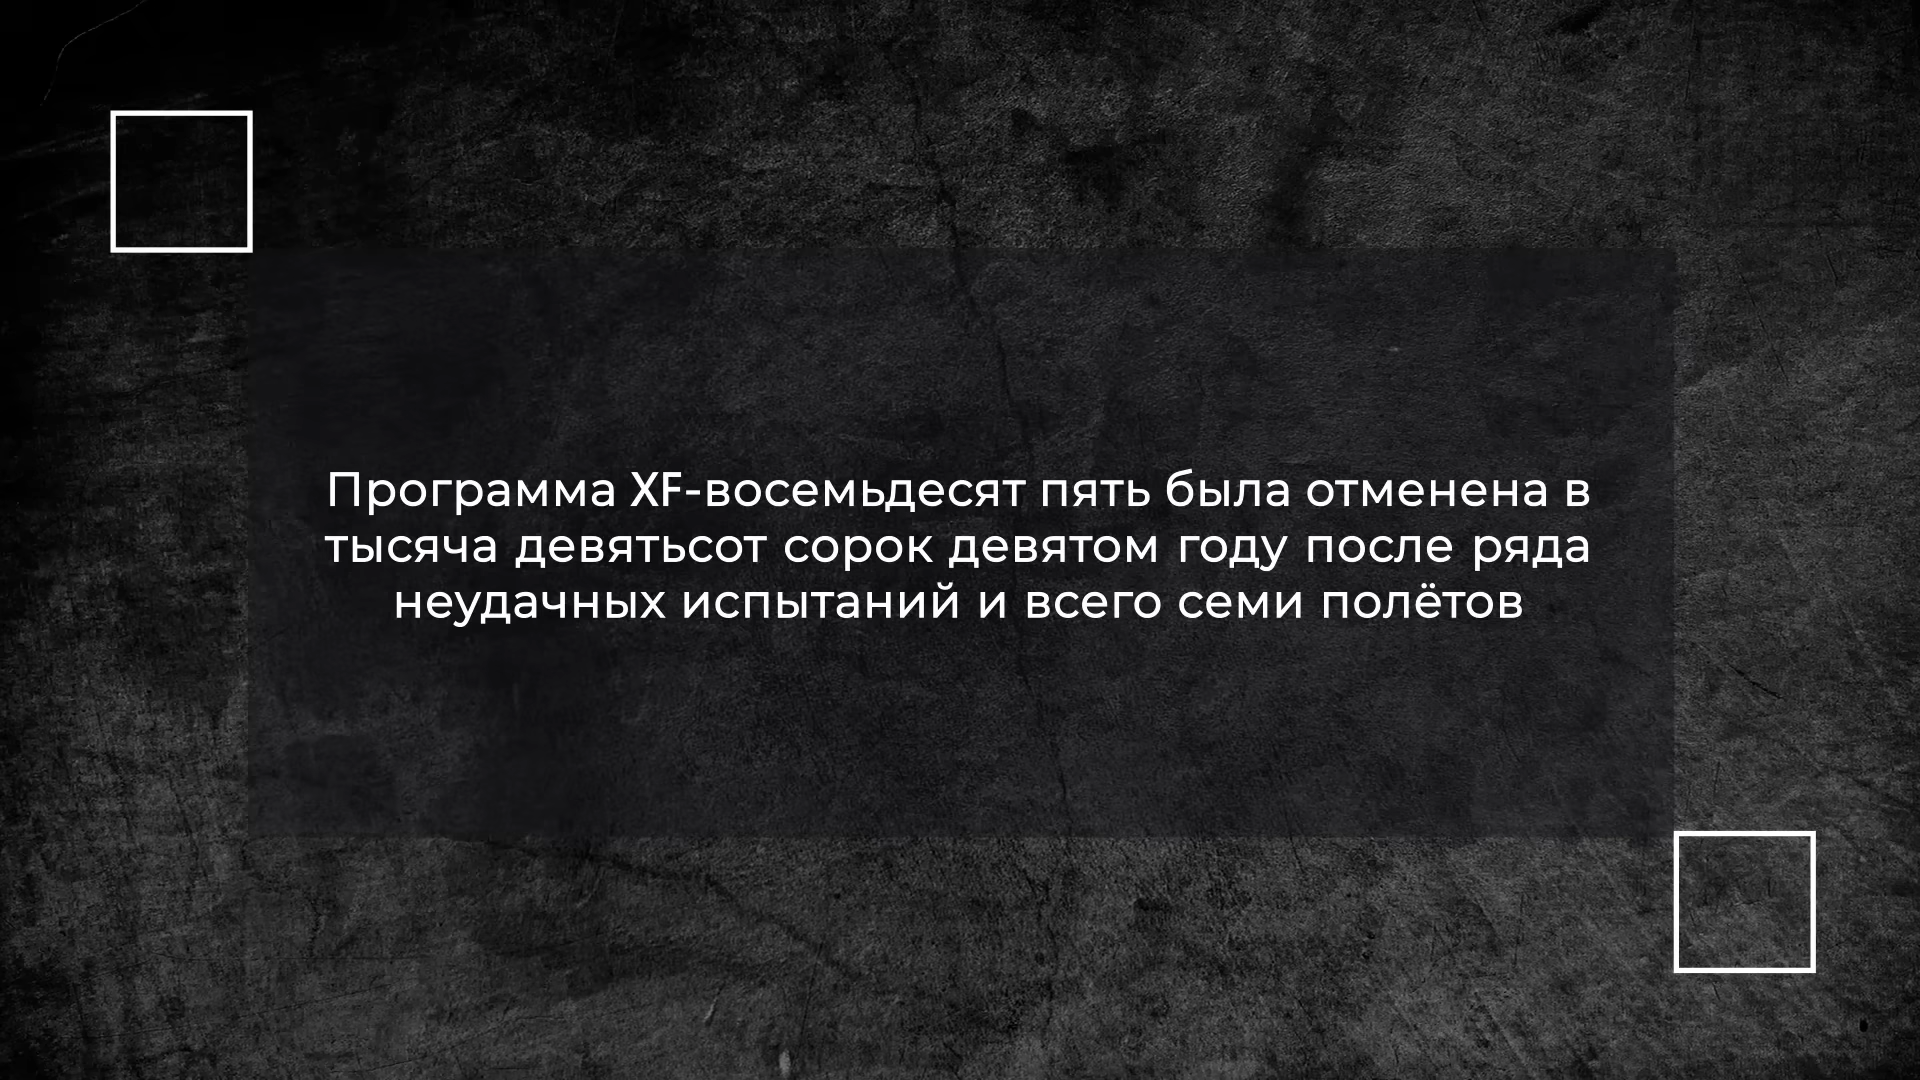 Программа XF-восемьдесят пять была отменена в
тысяча девятьсот сорок девятом году после ряда
неудачных испытаний и всего семи полётов